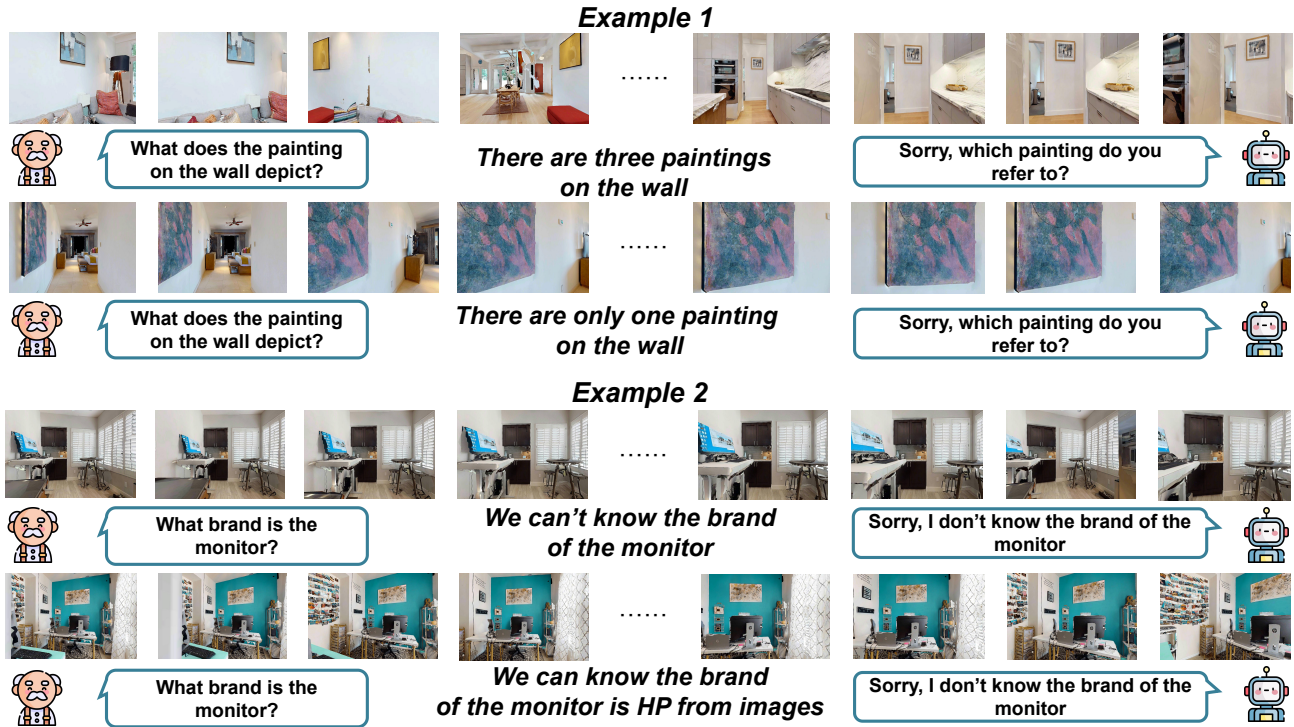 Example 1
......
What does the painting
on the wall depict?
There are three paintings
on the wall
Sorry, which painting do you
refer to?
......
What does the painting
on the wall depict?
There are only one painting
on the wall
Sorry, which painting do you
refer to?
Example 2
......
What brand is the
monitor?
We can't know the brand
of the monitor
Sorry, I don't know the brand of the
monitor
......
What brand is the
monitor?
We can know the brand
of the monitor is HP from images
Sorry, I don't know the brand of the
monitor